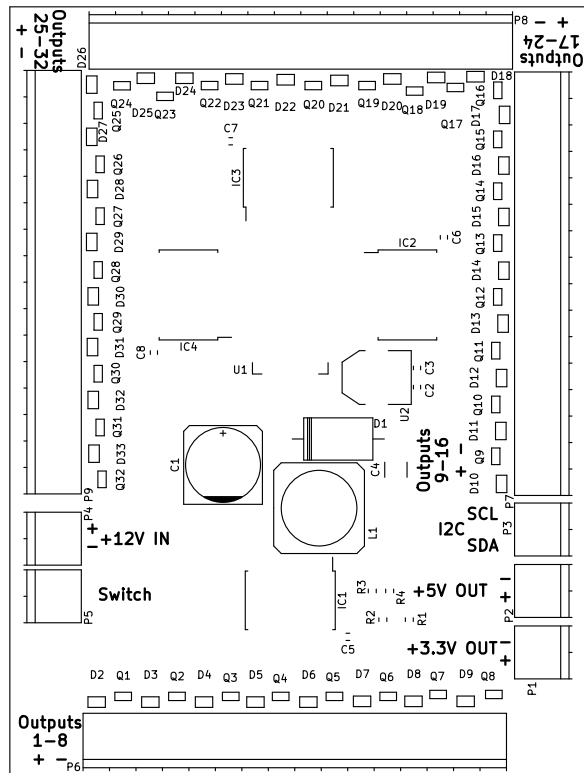 Outputs
25-32
+ -
D26
P8
- +
17-24
Outputs
D18
Q24
D25
Q23
D24
Q22
D23
Q21
D22
Q20
D21
Q19
D20
Q18
D19
Q17
Q16
D17
Q15
D16
Q14
D15
Q13
D14
Q12
D13
Q11
D12
Q10
D11
Q9
D10
Q25
D27
Q26
D28
Q27
D29
Q28
D30
Q29
D31
Q30
D32
Q31
D33
Q32
C7
IC3
C6
IC2
C8
IC4
U1
C3
C2
U2
D1
C1
+
C4
Outputs
9-16
+ -
L1
P9
P4
+
-
+12V IN
P5
Switch
P7
P3
SCL
I2C
SDA
IC1
R3
R4
R2
R1
C5
+5V OUT
-
+
P2
+3.3V OUT
-
+
P1
D2 Q1 D3 Q2 D4 Q3 D5 Q4 D6 Q5 D7 Q6 D8 Q7 D9 Q8
Outputs
1-8
+ -
P6